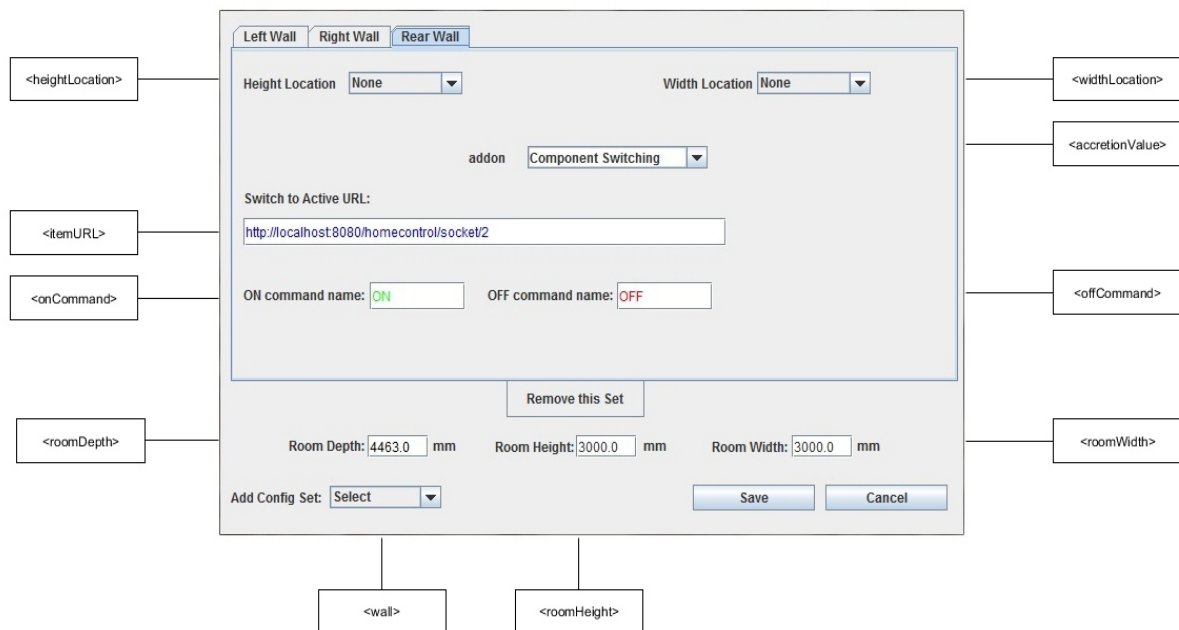 Left Wall Right Wall Rear Wall
<heightLocation> Height Location None Width Location None <widthLocation>
<accretionValue>
addon Component Switching
Switch to Active URL:
<itemURL> http://localhost:8080/homecontrol/socket/2
<onCommand> ON command name: ON OFF command name: OFF <offCommand>
Remove this Set
<roomDepth> Room Depth: 4463.0 mm Room Height: 3000.0 mm Room Width: 3000.0 mm <roomWidth>
Add Config Set: Select Save Cancel
<wall> <roomHeight>